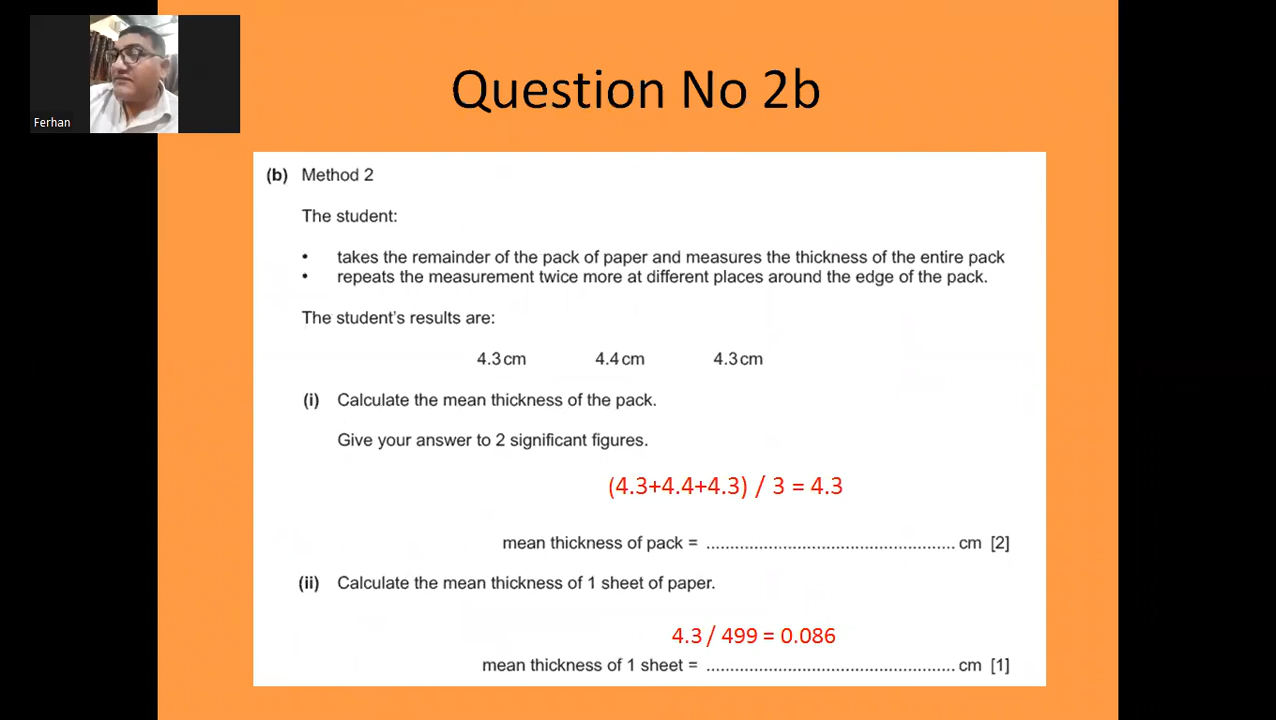 Ferhan
Question No 2b
(b) Method 2
The student:
• takes the remainder of the pack of paper and measures the thickness of the entire pack
• repeats the measurement twice more at different places around the edge of the pack.
The student's results are:
4.3 cm 4.4 cm 4.3 cm
(i) Calculate the mean thickness of the pack.
Give your answer to 2 significant figures.
(4.3+4.4+4.3) / 3 = 4.3
mean thickness of pack = .................................................... cm [2]
(ii) Calculate the mean thickness of 1 sheet of paper.
4.3 / 499 = 0.086
mean thickness of 1 sheet = .................................................... cm [1]